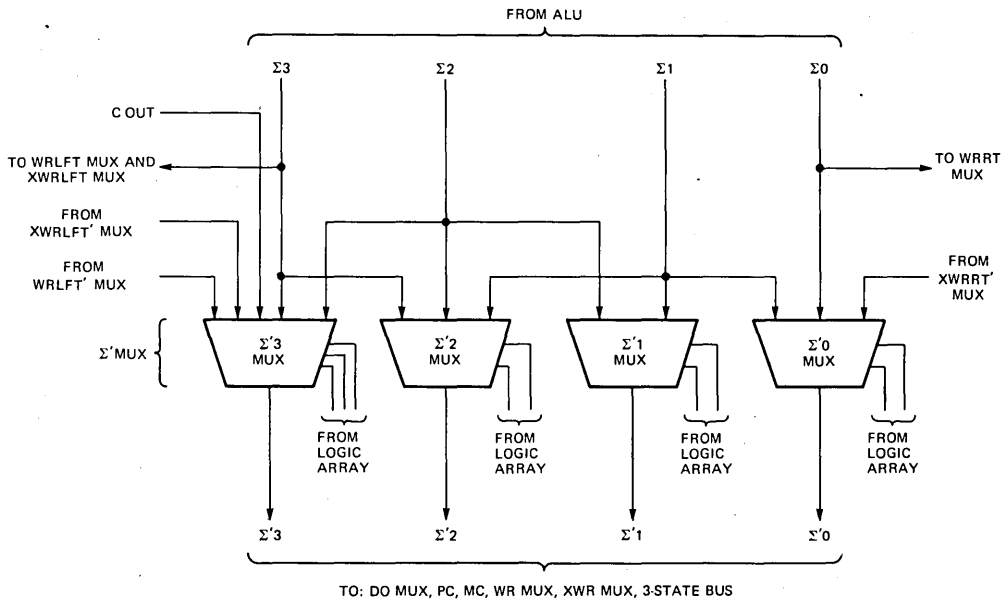 FROM ALU
Σ3 Σ2 Σ1 Σ0
C OUT
TO WRLFT MUX AND
XWRLFT MUX
TO WRRT
MUX
FROM
XWRLFT' MUX
FROM
WRLFT' MUX
FROM
XWRRT'
MUX
Σ'MUX
Σ'3
MUX
Σ'2
MUX
Σ'1
MUX
Σ'0
MUX
FROM
LOGIC
ARRAY
FROM
LOGIC
ARRAY
FROM
LOGIC
ARRAY
FROM
LOGIC
ARRAY
Σ'3 Σ'2 Σ'1 Σ'0
TO: DO MUX, PC, MC, WR MUX, XWR MUX, 3-STATE BUS